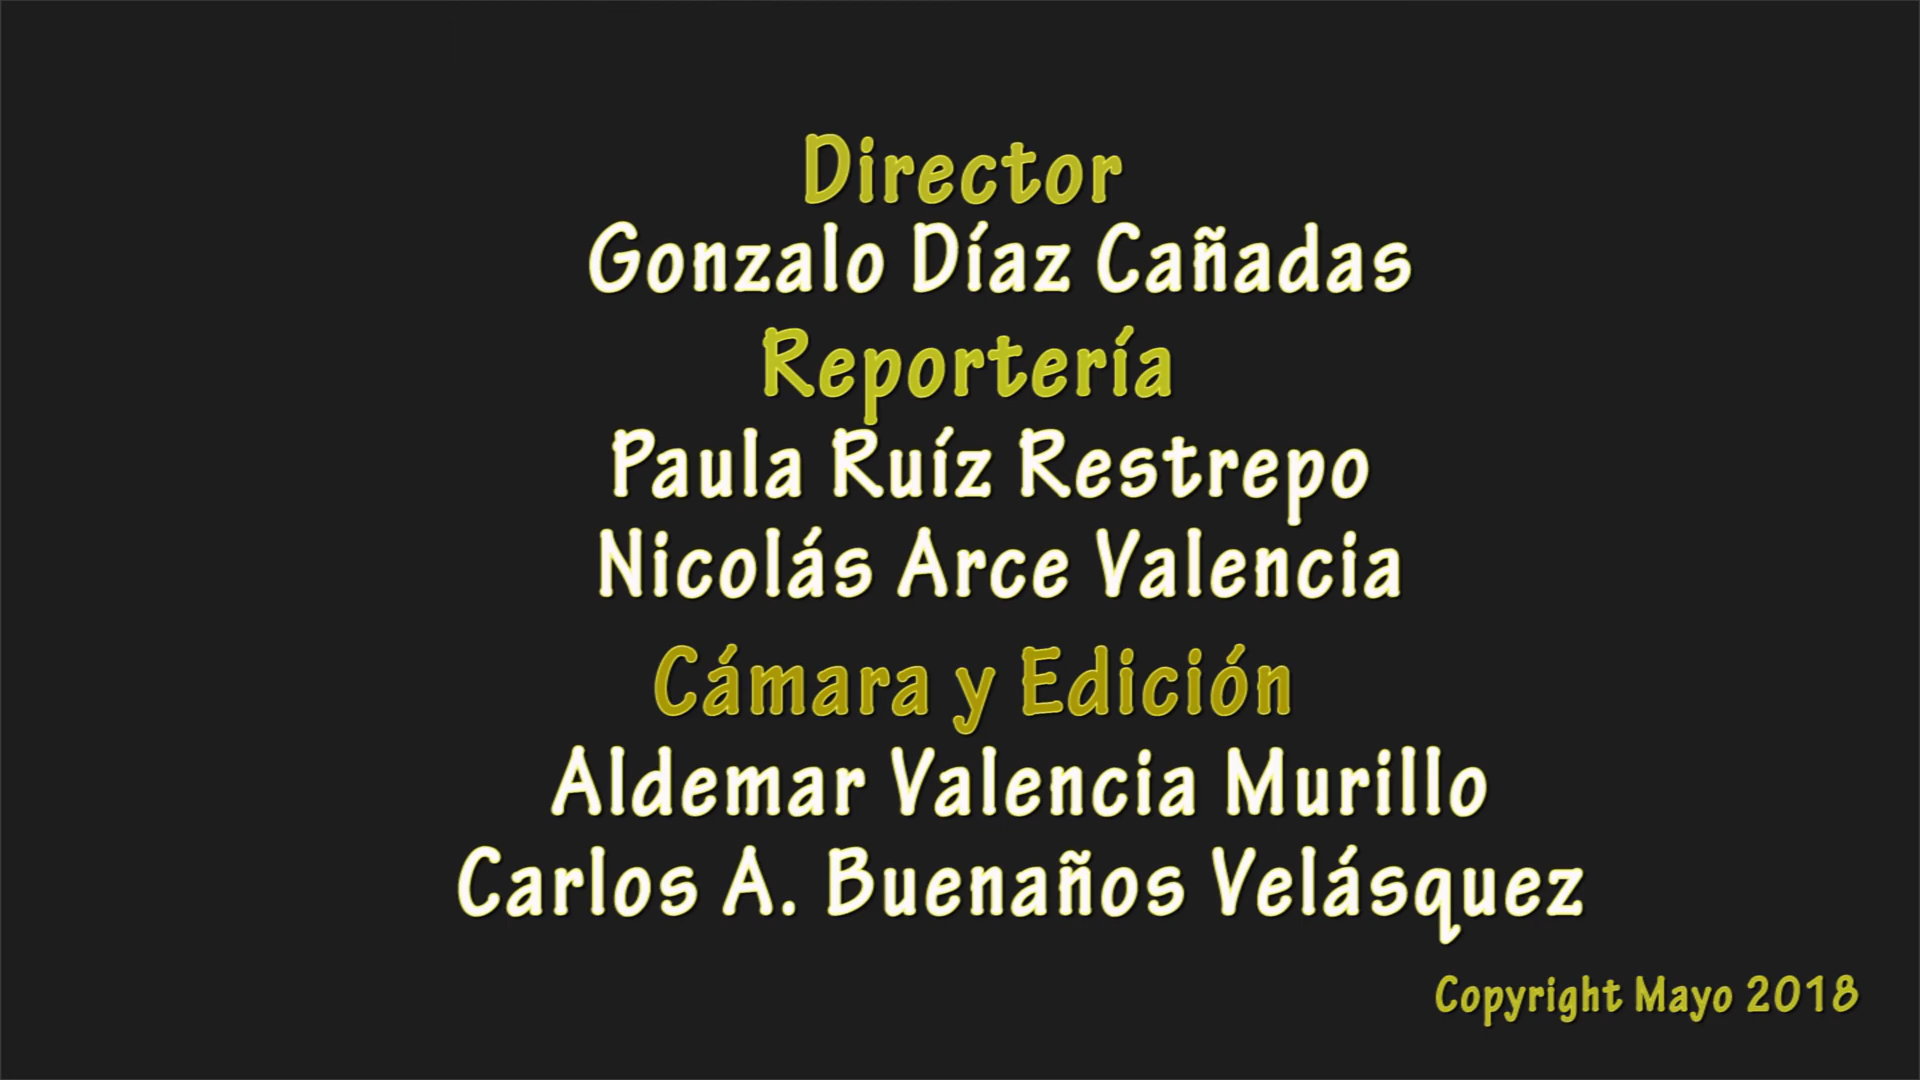 Director
Gonzalo Díaz Cañadas
Reportería
Paula Ruíz Restrepo
Nicolás Arce Valencia
Cámara y Edición
Aldemar Valencia Murillo
Carlos A. Buenaños Velásquez
Copyright Mayo 2018